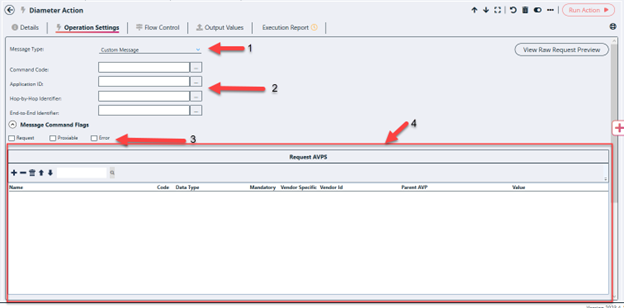 Diameter Action
Run Action
Details
Operation Settings
Flow Control
Output Values
Execution Report
Message Type:
Custom Message
1
View Raw Request Preview
Command Code:
...
Application ID:
...
2
Hop-by-Hop Identifier:
...
End-to-End Identifier:
...
Message Command Flags
4
Request
Proxiable
Error
3
Request AVPS
Name Code Data Type Mandatory Vendor Specific Vendor Id Parent AVP Value